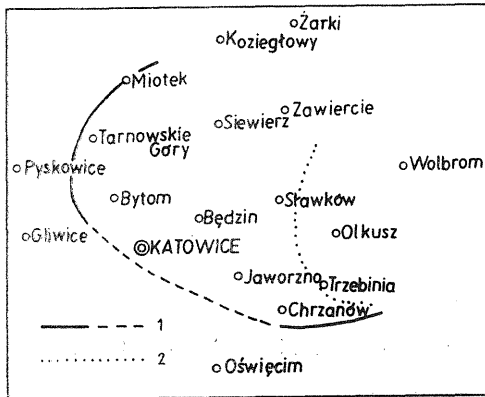 Żarki
Koziegłowy
Miotek
Zawiercie
Siewierz
Tarnowskie
Góry
Wolbrom
Pyskowice
Bytom
Sławków
Będzin
Olkusz
Gliwice
KATOWICE
Jaworzno
Trzebinia
Chrzanów
1
2
Oświęcim